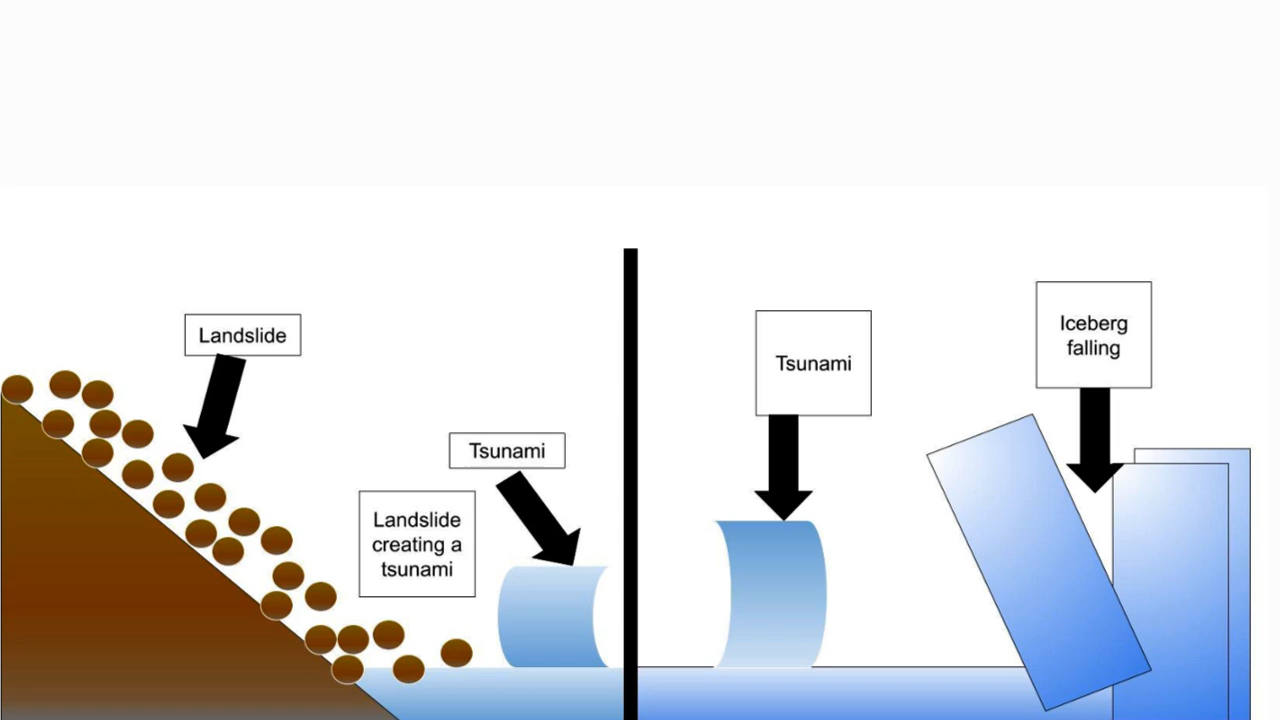 Landslide
Tsunami
Landslide
creating a
tsunami
Tsunami
Iceberg
falling